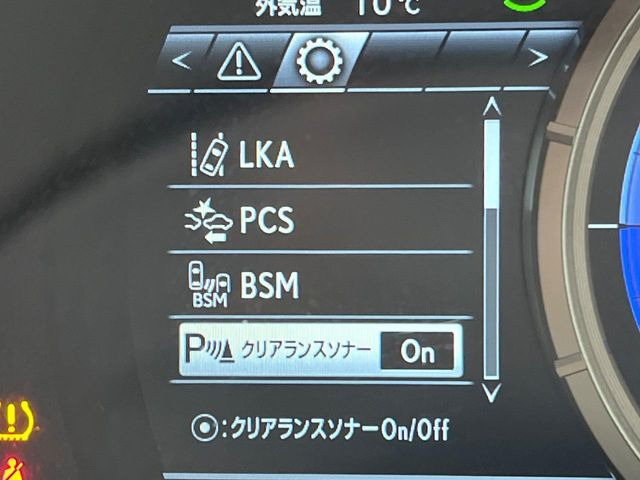 外気温 10℃
LKA
PCS
BSM BSM
P クリアランスソナー On
:クリアランスソナーOn/Off